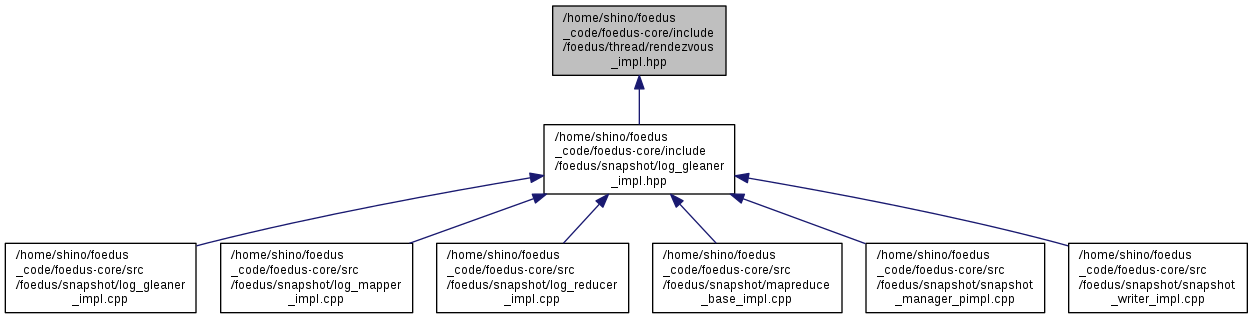 /home/shino/foedus
_code/foedus-core/include
/foedus/thread/rendezvous
_impl.hpp
/home/shino/foedus
_code/foedus-core/include
/foedus/snapshot/log_gleaner
_impl.hpp
/home/shino/foedus
_code/foedus-core/src
/foedus/snapshot/log_gleaner
_impl.cpp
/home/shino/foedus
_code/foedus-core/src
/foedus/snapshot/log_mapper
_impl.cpp
/home/shino/foedus
_code/foedus-core/src
/foedus/snapshot/log_reducer
_impl.cpp
/home/shino/foedus
_code/foedus-core/src
/foedus/snapshot/mapreduce
_base_impl.cpp
/home/shino/foedus
_code/foedus-core/src
/foedus/snapshot/snapshot
_manager_pimpl.cpp
/home/shino/foedus
_code/foedus-core/src
/foedus/snapshot/snapshot
_writer_impl.cpp